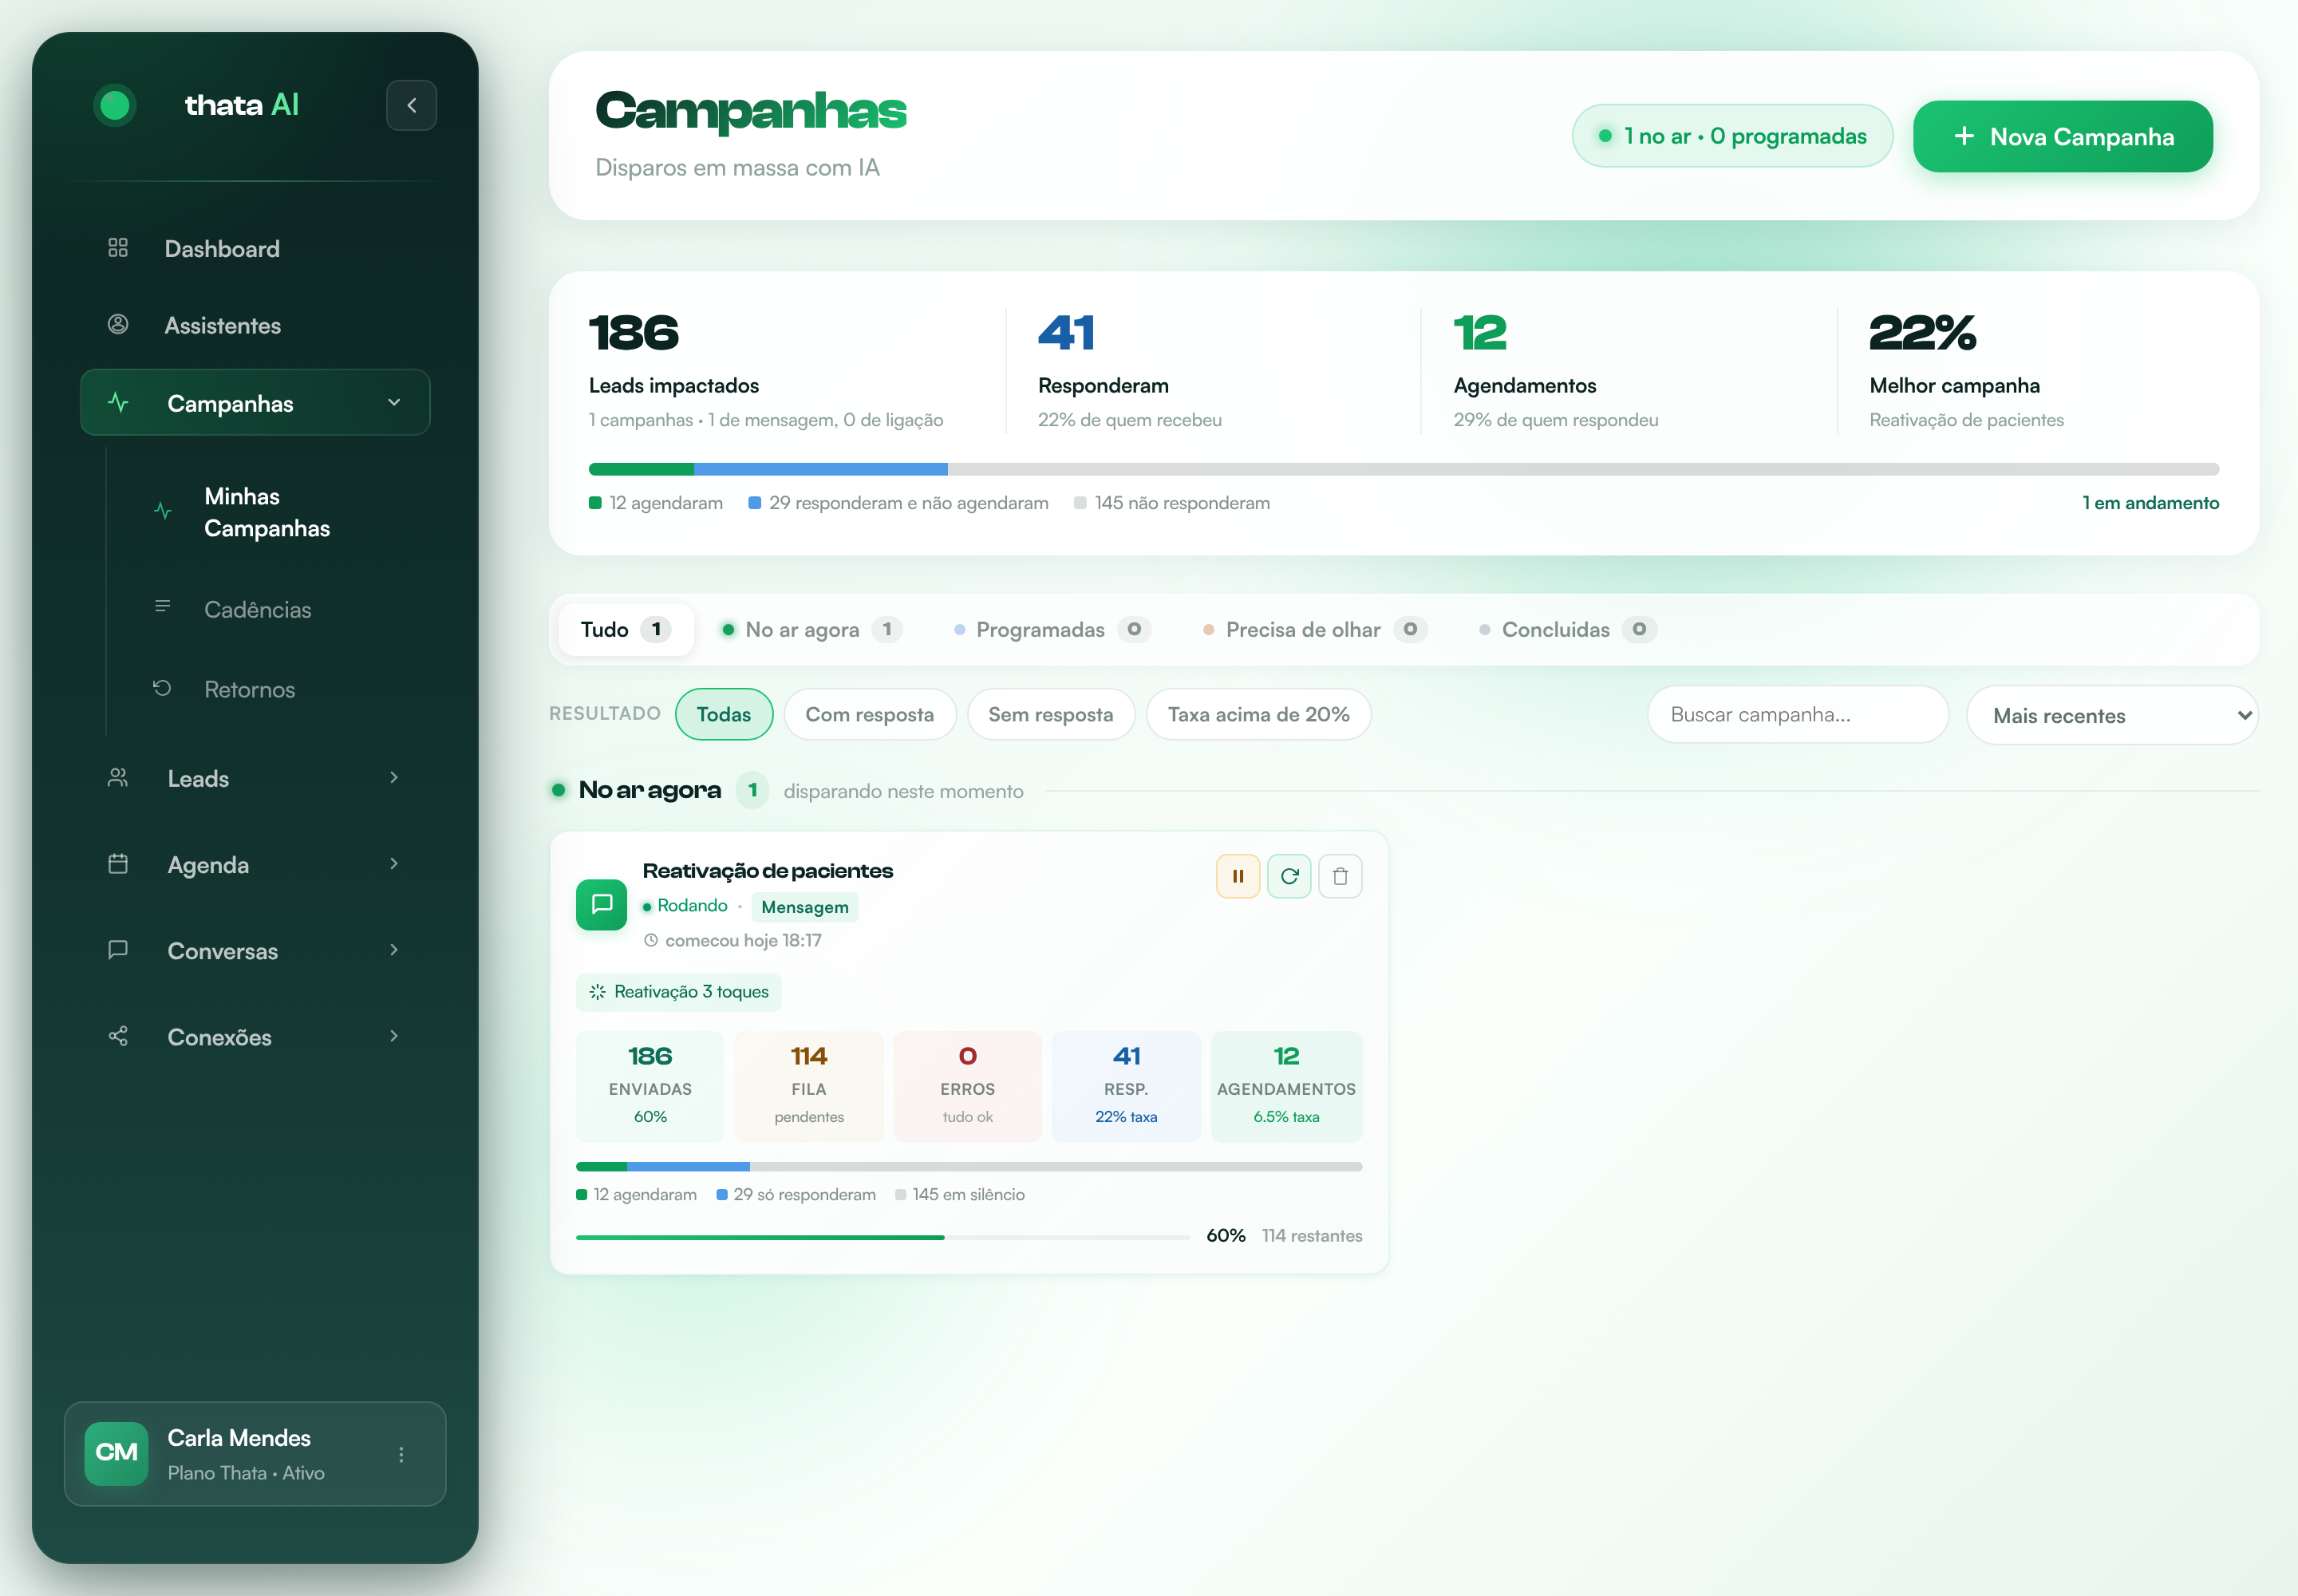 thata AI
Dashboard
Assistentes
Campanhas
Minhas
Campanhas
Cadências
Retornos
Leads
Agenda
Conversas
Conexões
CM
Carla Mendes
Plano Thata · Ativo
Campanhas
Disparos em massa com IA
1 no ar · 0 programadas
+ Nova Campanha
186
Leads impactados
1 campanhas · 1 de mensagem, 0 de ligação
41
Responderam
22% de quem recebeu
12
Agendamentos
29% de quem respondeu
22%
Melhor campanha
Reativação de pacientes
12 agendaram 29 responderam e não agendaram 145 não responderam 1 em andamento
Tudo 1 No ar agora 1 Programadas 0 Precisa de olhar 0 Concluidas 0
RESULTADO Todas Com resposta Sem resposta Taxa acima de 20% Buscar campanha... Mais recentes
No ar agora 1 disparando neste momento
Reativação de pacientes
Rodando · Mensagem
comecou hoje 18:17
Reativação 3 toques
186 114 0 41 12
ENVIADAS FILA ERROS RESP. AGENDAMENTOS
60% pendentes tudo ok 22% taxa 6.5% taxa
12 agendaram 29 só responderam 145 em silêncio
60% 114 restantes